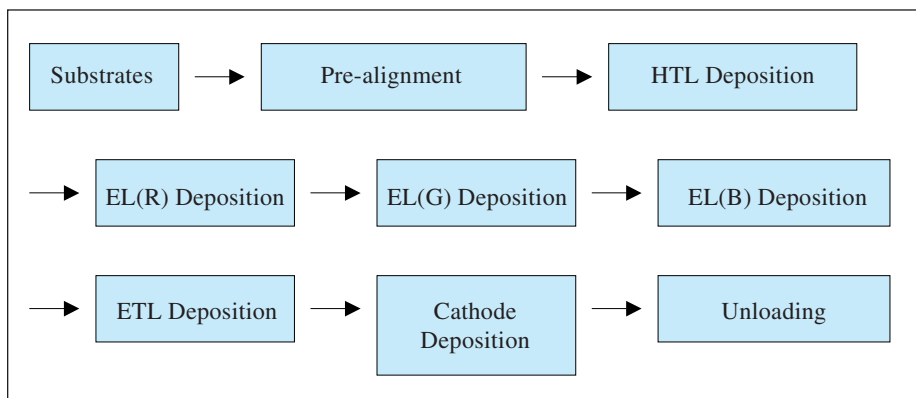 Substrates
Pre-alignment
HTL Deposition
EL(R) Deposition
EL(G) Deposition
EL(B) Deposition
ETL Deposition
Cathode
Deposition
Unloading